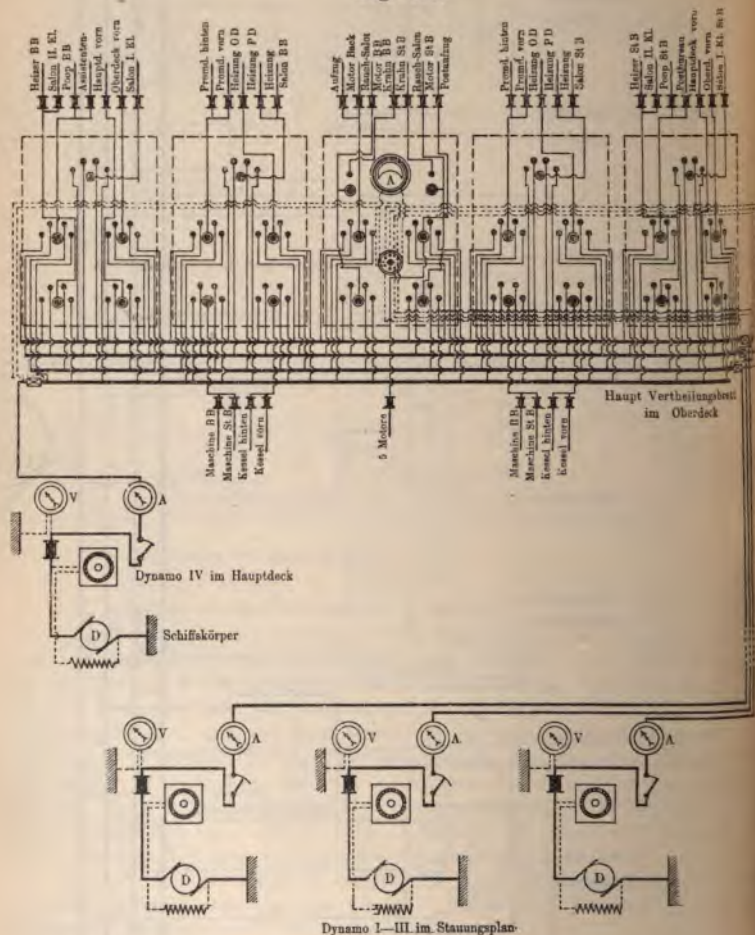 Heizer BB
Salon II. Kl.
Poop BB
Assistenten-
Hauptd. vorn
Oberdeck vorn
Salon I. Kl.
Promd. hinten
Promd. vorn
Heizung OD
Heizung PD
Heizung
Salon BB
Aufzug
Motor Back
Rauch-Salon
Motor BB
Krahn BB
Krahn St B
Rauch-Salon
Motor St B
Postaufzug
Promd. hinten
Promd. vorn
Heizung OD
Heizung PD
Heizung
Salon St B
Heizer St B
Salon II. Kl.
Poop St B
Postbureau
Hauptdeck vorn
Oberd. vorn
Salon I. Kl. St B
A
Maschine BB
Maschine St B
Kessel hinten
Kessel vorn
5 Motore
Maschine BB
Maschine St B
Kessel hinten
Kessel vorn
Haupt Vertheilungsbrett
im Oberdeck
V
A
Dynamo IV im Hauptdeck
D
Schiffskörper
V
A
V
A
V
A
D
D
D
Dynamo I—III. im. Stauungsplan-